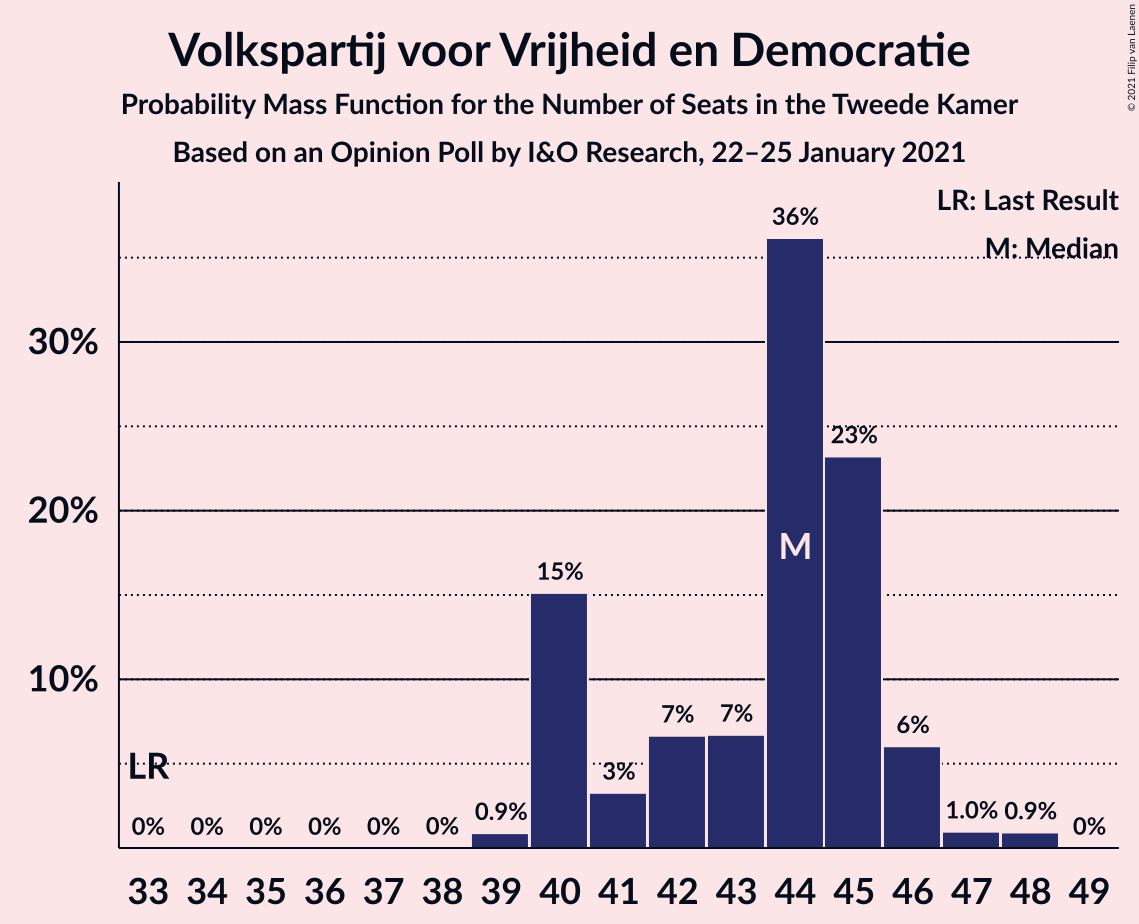 Volkspartij voor Vrijheid en Democratie
Probability Mass Function for the Number of Seats in the Tweede Kamer
Based on an Opinion Poll by I&O Research, 22–25 January 2021
© 2021 Filip van Laenen
LR: Last Result
M: Median
30%
20%
10%
LR
M
0% 0% 0% 0% 0% 0% 0.9% 15% 3% 7% 7% 36% 23% 6% 1.0% 0.9% 0%
33 34 35 36 37 38 39 40 41 42 43 44 45 46 47 48 49